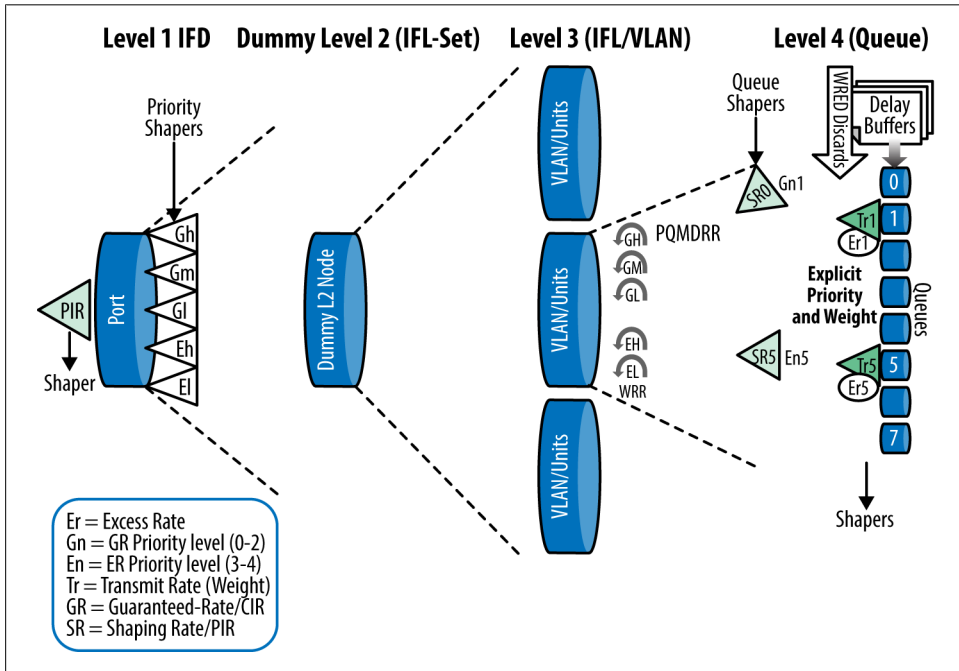 Level 1 IFD
Dummy Level 2 (IFL-Set)
Level 3 (IFL/VLAN)
Level 4 (Queue)
Priority
Shapers
Gh
Gm
Gl
Eh
El
PIR
Port
Shaper
Dummy L2 Node
VLAN/Units
VLAN/Units
VLAN/Units
GH
GM
GL
EH
EL
PQMDRR
WRR
Queue
Shapers
SR0
Gn1
SR5
En5
WRED Discards
Delay
Buffers
0
1
5
7
Tr1
Er1
Explicit
Priority
and Weight
Queues
Tr5
Er5
Shapers
Er = Excess Rate
Gn = GR Priority level (0-2)
En = ER Priority level (3-4)
Tr = Transmit Rate (Weight)
GR = Guaranteed-Rate/CIR
SR = Shaping Rate/PIR